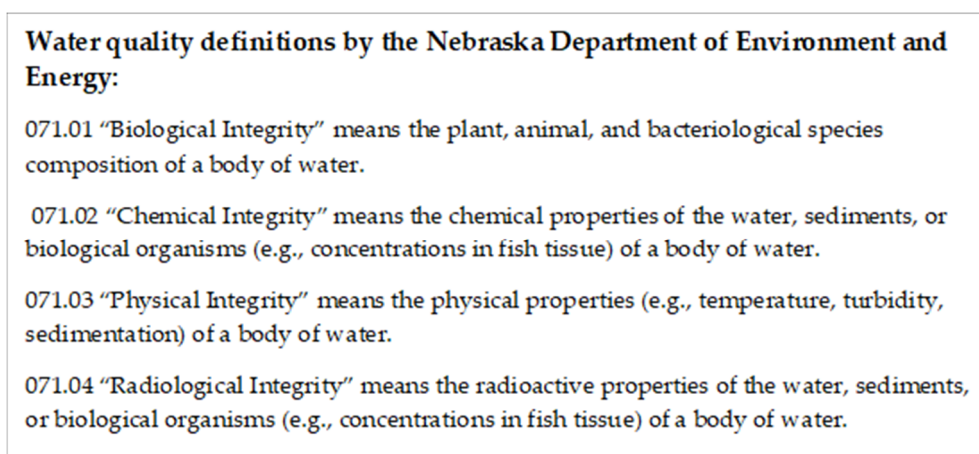 Water quality definitions by the Nebraska Department of Environment and
Energy:
071.01 “Biological Integrity” means the plant, animal, and bacteriological species
composition of a body of water.
071.02 “Chemical Integrity” means the chemical properties of the water, sediments, or
biological organisms (e.g., concentrations in fish tissue) of a body of water.
071.03 “Physical Integrity” means the physical properties (e.g., temperature, turbidity,
sedimentation) of a body of water.
071.04 “Radiological Integrity” means the radioactive properties of the water, sediments,
or biological organisms (e.g., concentrations in fish tissue) of a body of water.